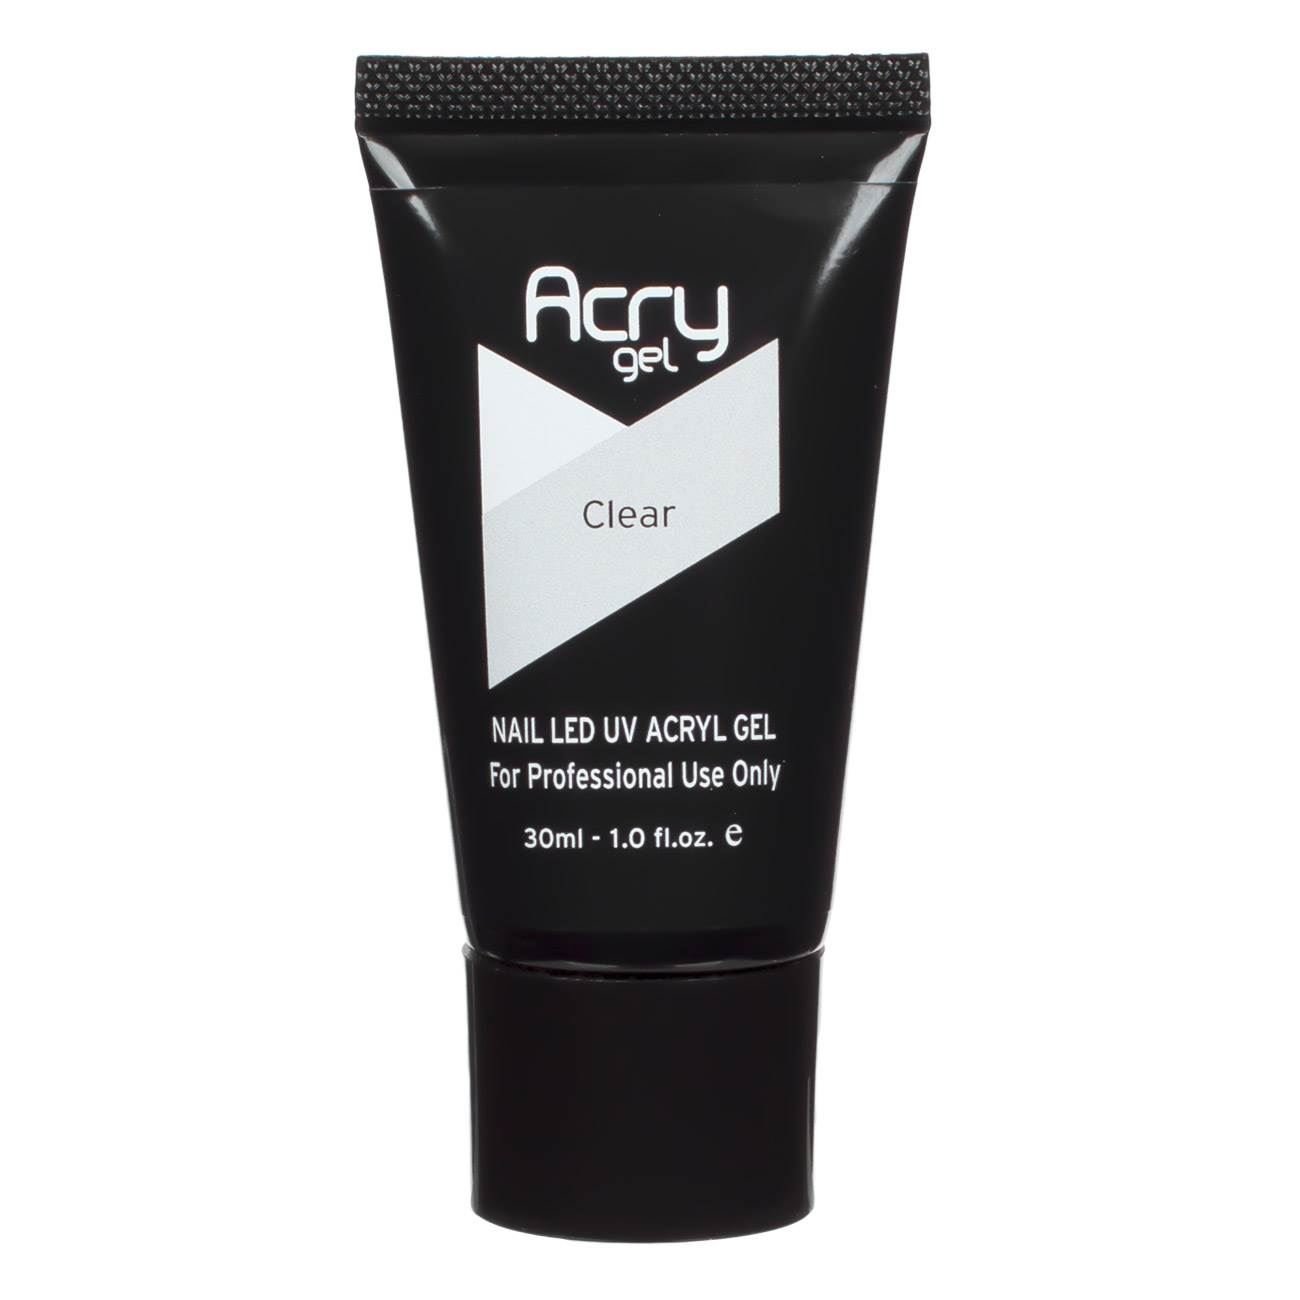 Acry
gel
Clear
NAIL LED UV ACRYL GEL
For Professional Use Only
30ml - 1.0 fl.oz. ℮